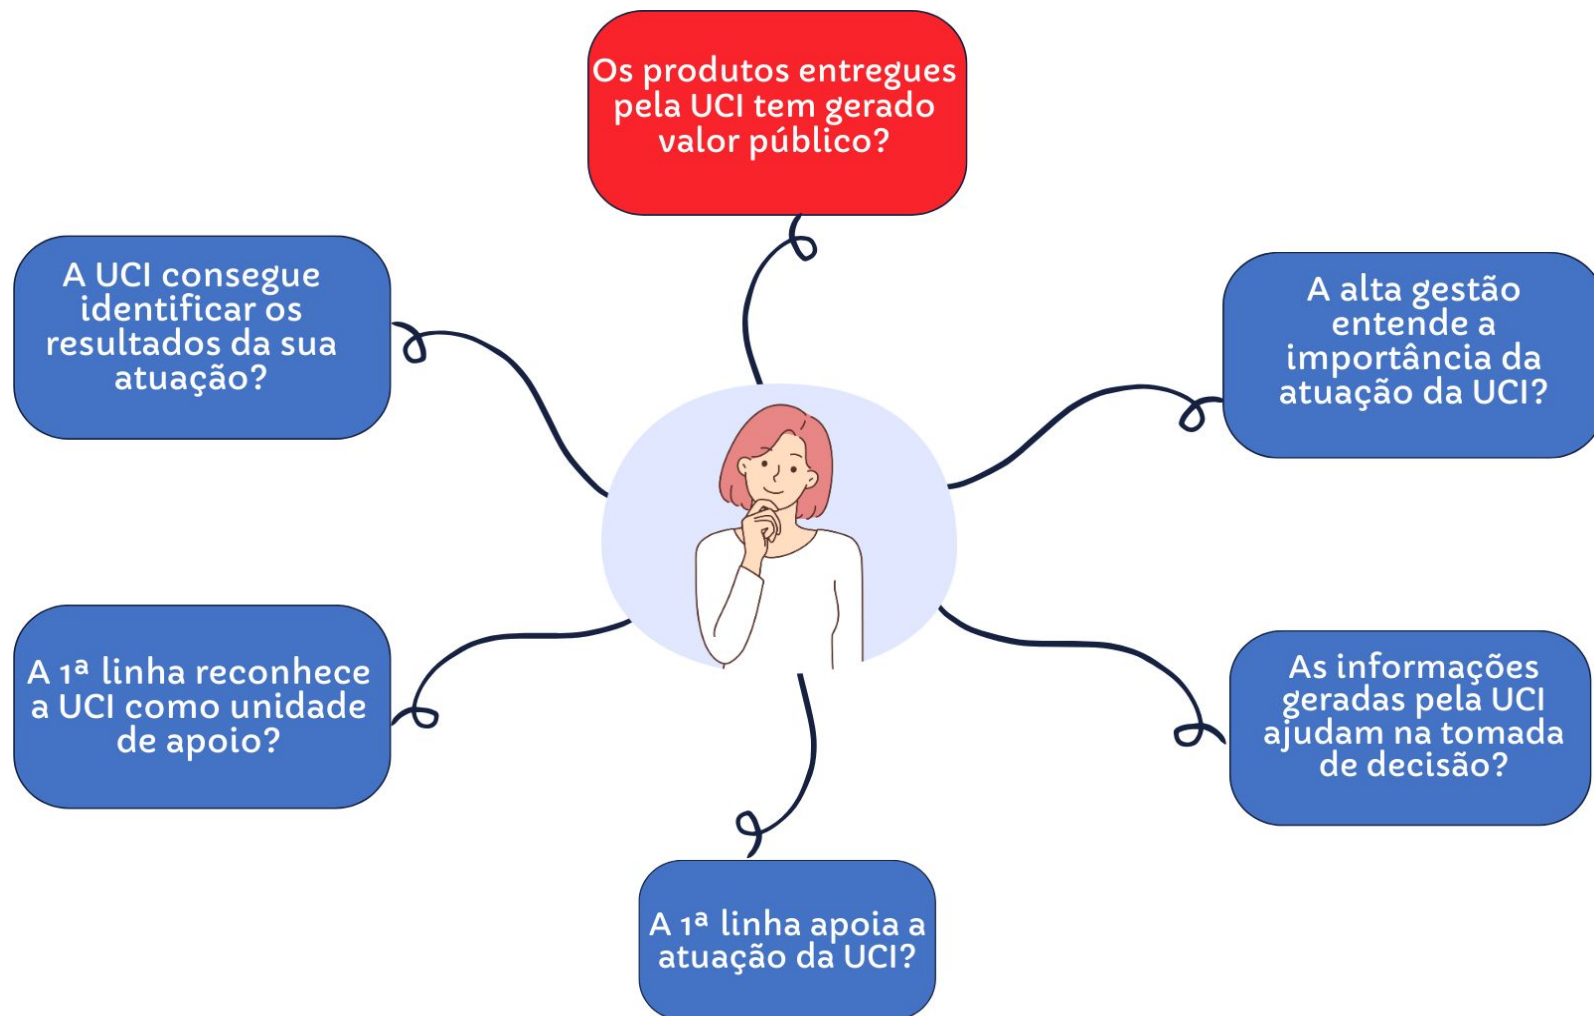 Os produtos entregues
pela UCI tem gerado
valor público?
A UCI consegue
identificar os
resultados da sua
atuação?
A alta gestão
entende a
importância da
atuação da UCI?
A 1ª linha reconhece
a UCI como unidade
de apoio?
As informações
geradas pela UCI
ajudam na tomada
de decisão?
A 1ª linha apoia a
atuação da UCI?